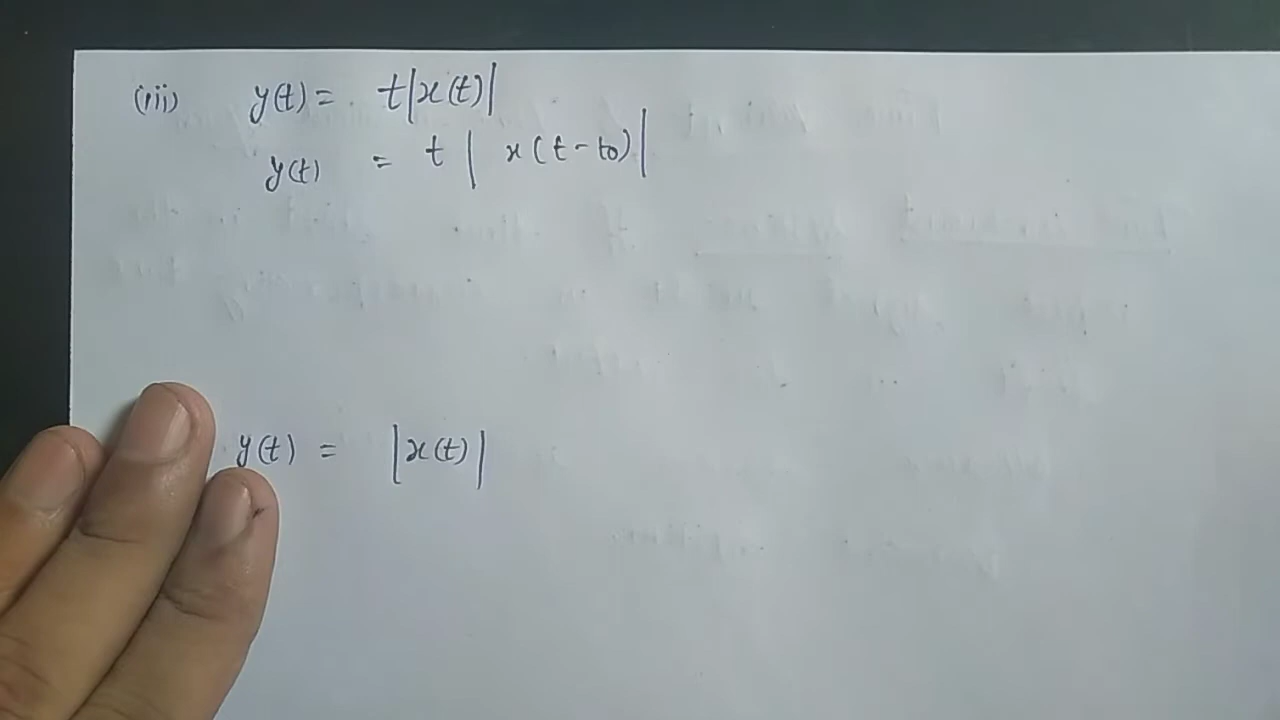 (iii) y(t) = t|x(t)|
y(t) = t | x(t - t0)|
y(t) = |x(t)|